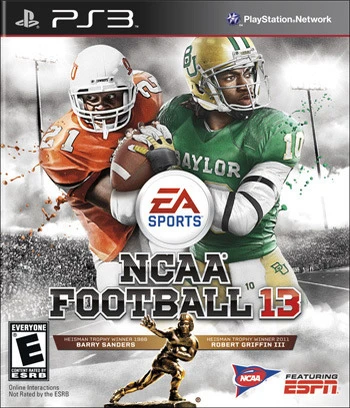 PS3
PlayStation®Network
21
BAYLOR
10
BU
EA
SPORTS
NCAA
FOOTBALL 13
EVERYONE
E
CONTENT RATED BY
ESRB
HEISMAN TROPHY WINNER 1988
BARRY SANDERS
HEISMAN TROPHY WINNER 2011
ROBERT GRIFFIN III
Online Interactions
Not Rated by the ESRB
NCAA
FEATURING
ESPN